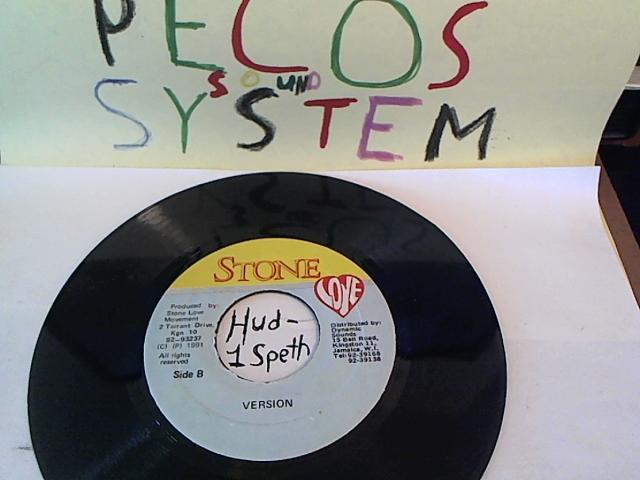 PECOS
SOUND
SYSTEM
STONE
LOVE
Produced by:
Stone Love
Movement
2 Tarrant Drive,
Kgn 10
92-93237
(C) (P) 1991
All rights
reserved
Side B
Hud-
1 Speth
Distributed by:
Dynamic
Sounds
15 Bell Road,
Kingston 11,
Jamaica, W.I.
Tel: 92-39168
92-39138
VERSION